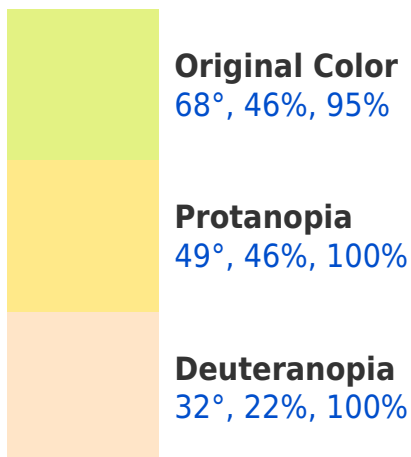 Original Color
68°, 46%, 95%
Protanopia
49°, 46%, 100%
Deuteranopia
32°, 22%, 100%